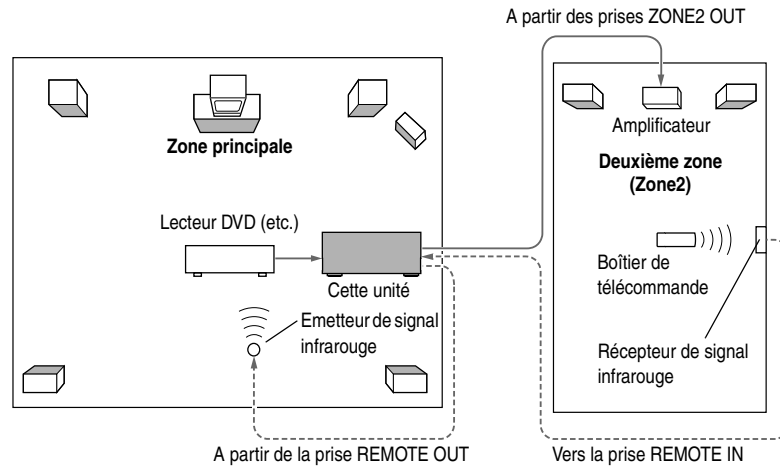 A partir des prises ZONE2 OUT
Zone principale
Amplificateur
Deuxième zone
(Zone2)
Lecteur DVD (etc.)
Cette unité
Boîtier de
télécommande
Emetteur de signal
infrarouge
Récepteur de signal
infrarouge
A partir de la prise REMOTE OUT
Vers la prise REMOTE IN